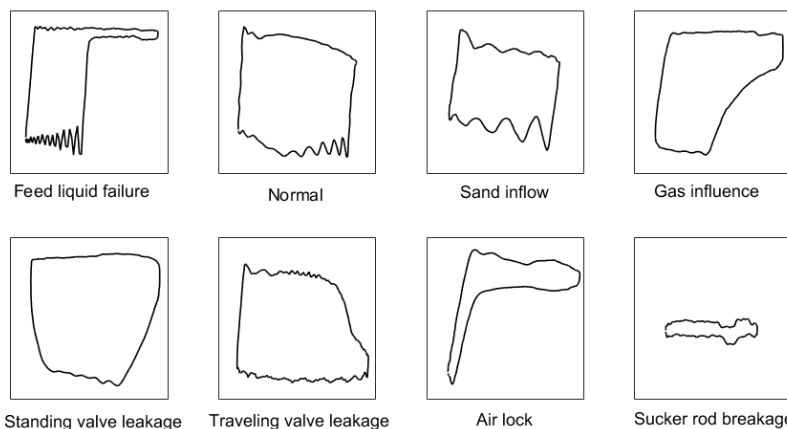 Feed liquid failure
Normal
Sand inflow
Gas influence
Standing valve leakage
Traveling valve leakage
Air lock
Sucker rod breakage